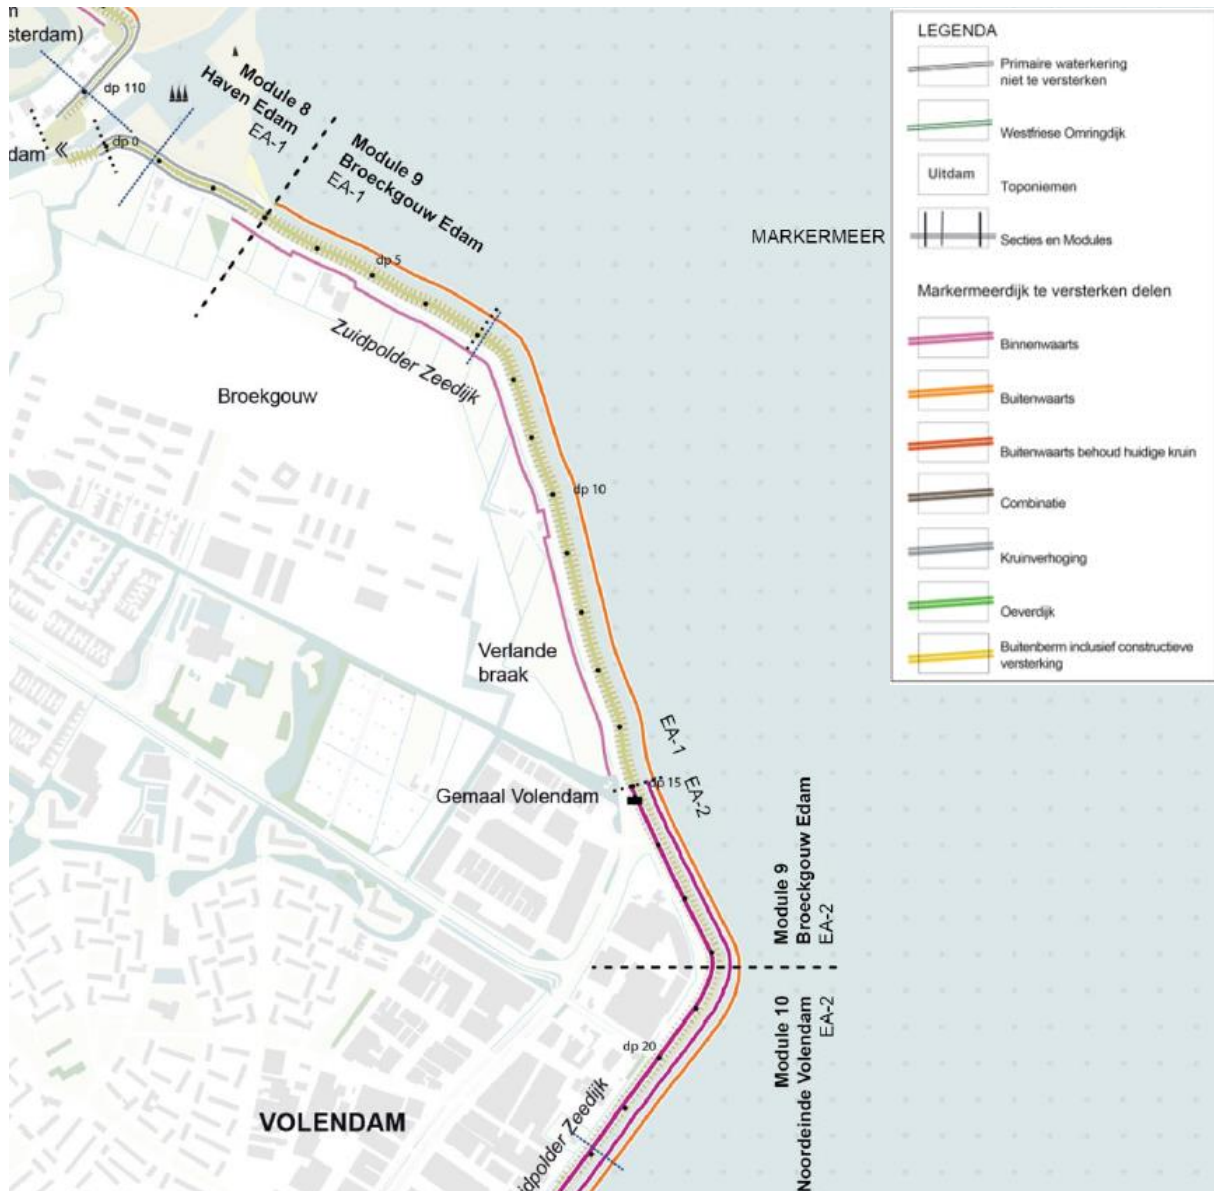 m
sterdam)
dp 110
dam
dp 0
Module 8
Haven Edam
EA-1
Module 9
Broeckgouw Edam
EA-1
dp 5
MARKERMEER
Zuidpolder Zeedijk
Broekgouw
dp 10
Verlande
braak
EA-1
dp 15
EA-2
Gemaal Volendam
Module 9
Broeckgouw Edam
EA-2
Module 10
Noordeinde Volendam
EA-2
dp 20
VOLENDAM
idpolder Zeedijk
LEGENDA
Primaire waterkering
niet te versterken
Westfriese Omringdijk
Uitdam
Toponiemen
Secties en Modules
Markermeerdijk te versterken delen
Binnenwaarts
Buitenwaarts
Buitenwaarts behoud huidige kruin
Combinatie
Kruinverhoging
Oeverdijk
Buitenberm inclusief constructieve
versterking